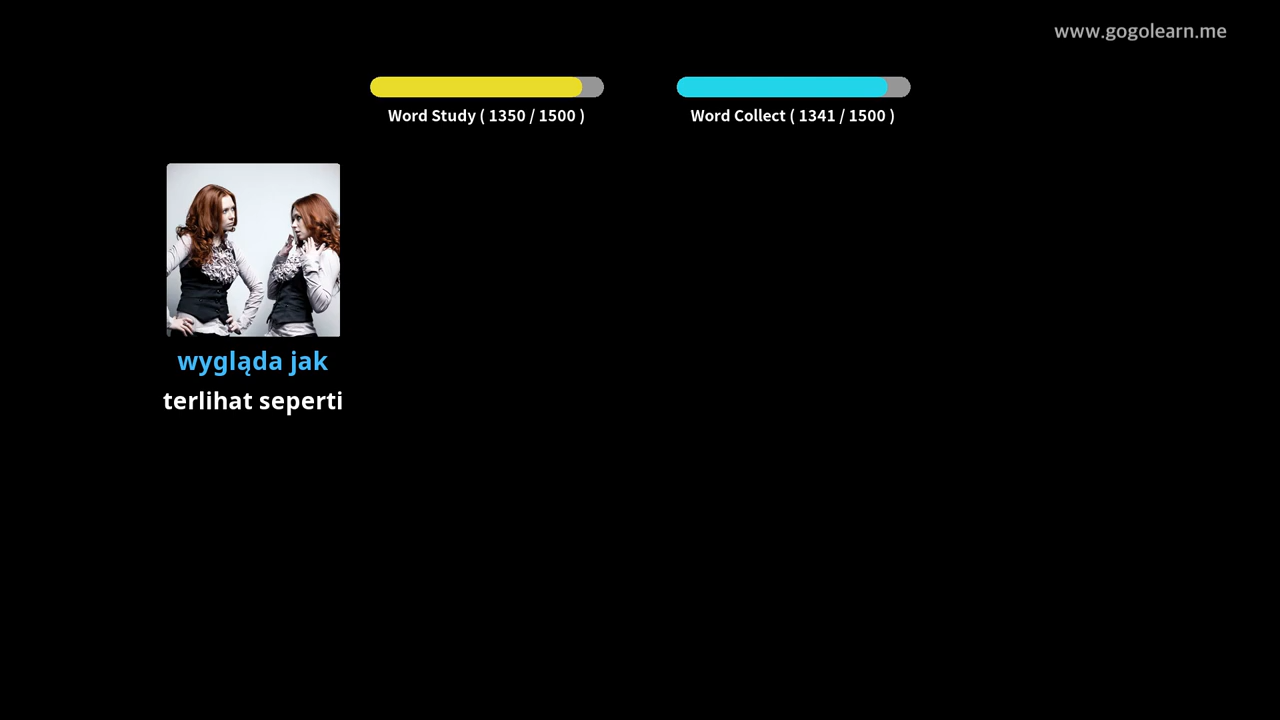 www.gogolearn.me
Word Study ( 1350 / 1500 )
Word Collect ( 1341 / 1500 )
wygląda jak
terlihat seperti